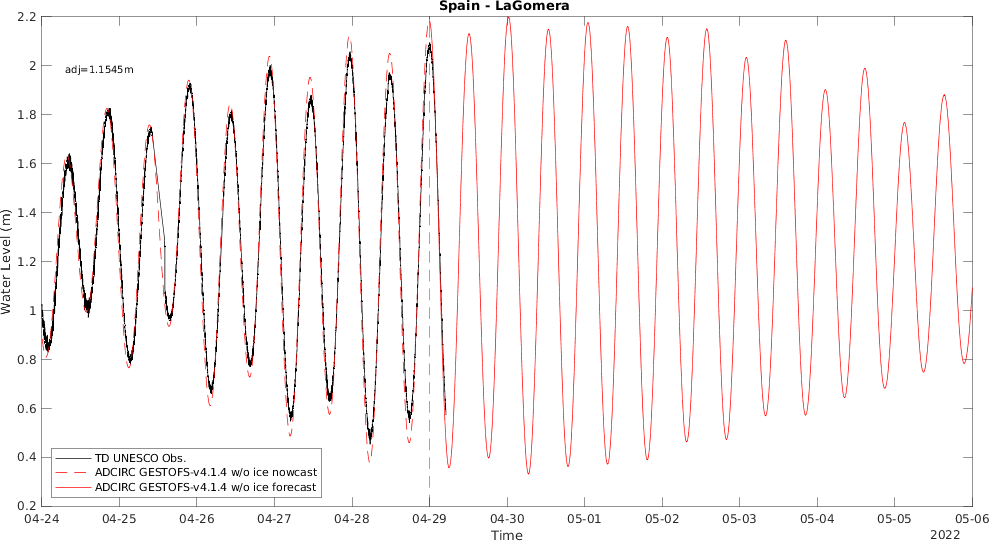 Spain - LaGomera
adj=1.1545m
Water Level (m)
2.2
2
1.8
1.6
1.4
1.2
1
0.8
0.6
0.4
0.2
TD UNESCO Obs.
ADCIRC GESTOFS-v4.1.4 w/o ice nowcast
ADCIRC GESTOFS-v4.1.4 w/o ice forecast
04-24 04-25 04-26 04-27 04-28 04-29 04-30 05-01 05-02 05-03 05-04 05-05 05-06
Time
2022